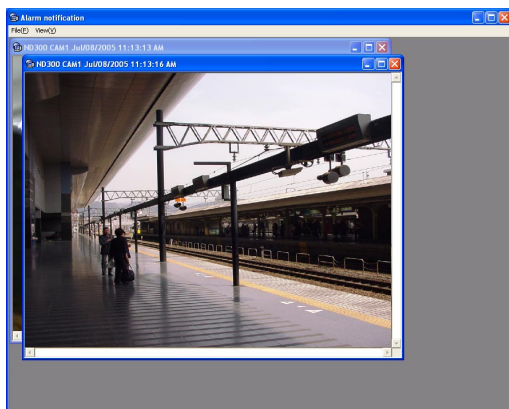 Alarm notification
File(F) View(V)
ND300 CAM1 Jul/08/2005 11:13:13 AM
ND300 CAM1 Jul/08/2005 11:13:16 AM